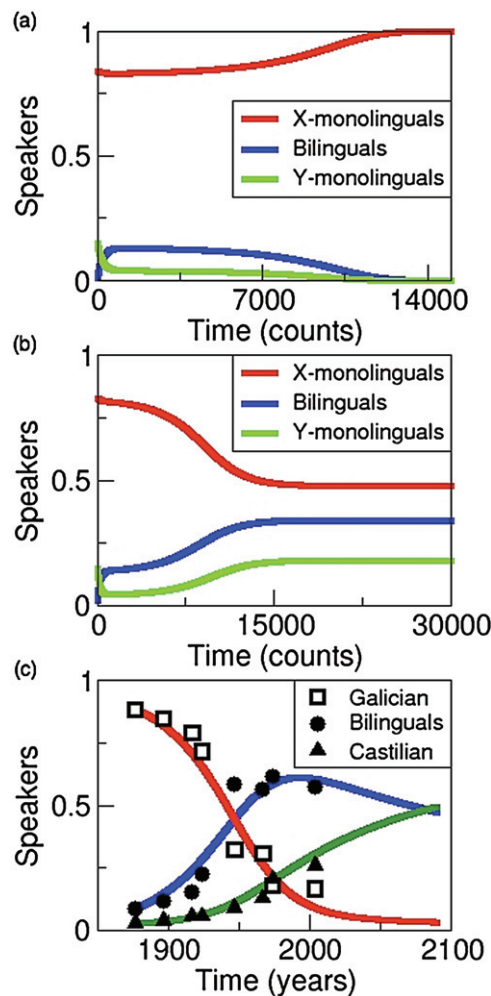 (a)
1
0.5
0
Speakers
X-monolinguals
Bilinguals
Y-monolinguals
0 7000 14000
Time (counts)
(b)
1
0.5
0
Speakers
X-monolinguals
Bilinguals
Y-monolinguals
0 15000 30000
Time (counts)
(c)
1
0.5
0
Speakers
Galician
Bilinguals
Castilian
1900 2000 2100
Time (years)